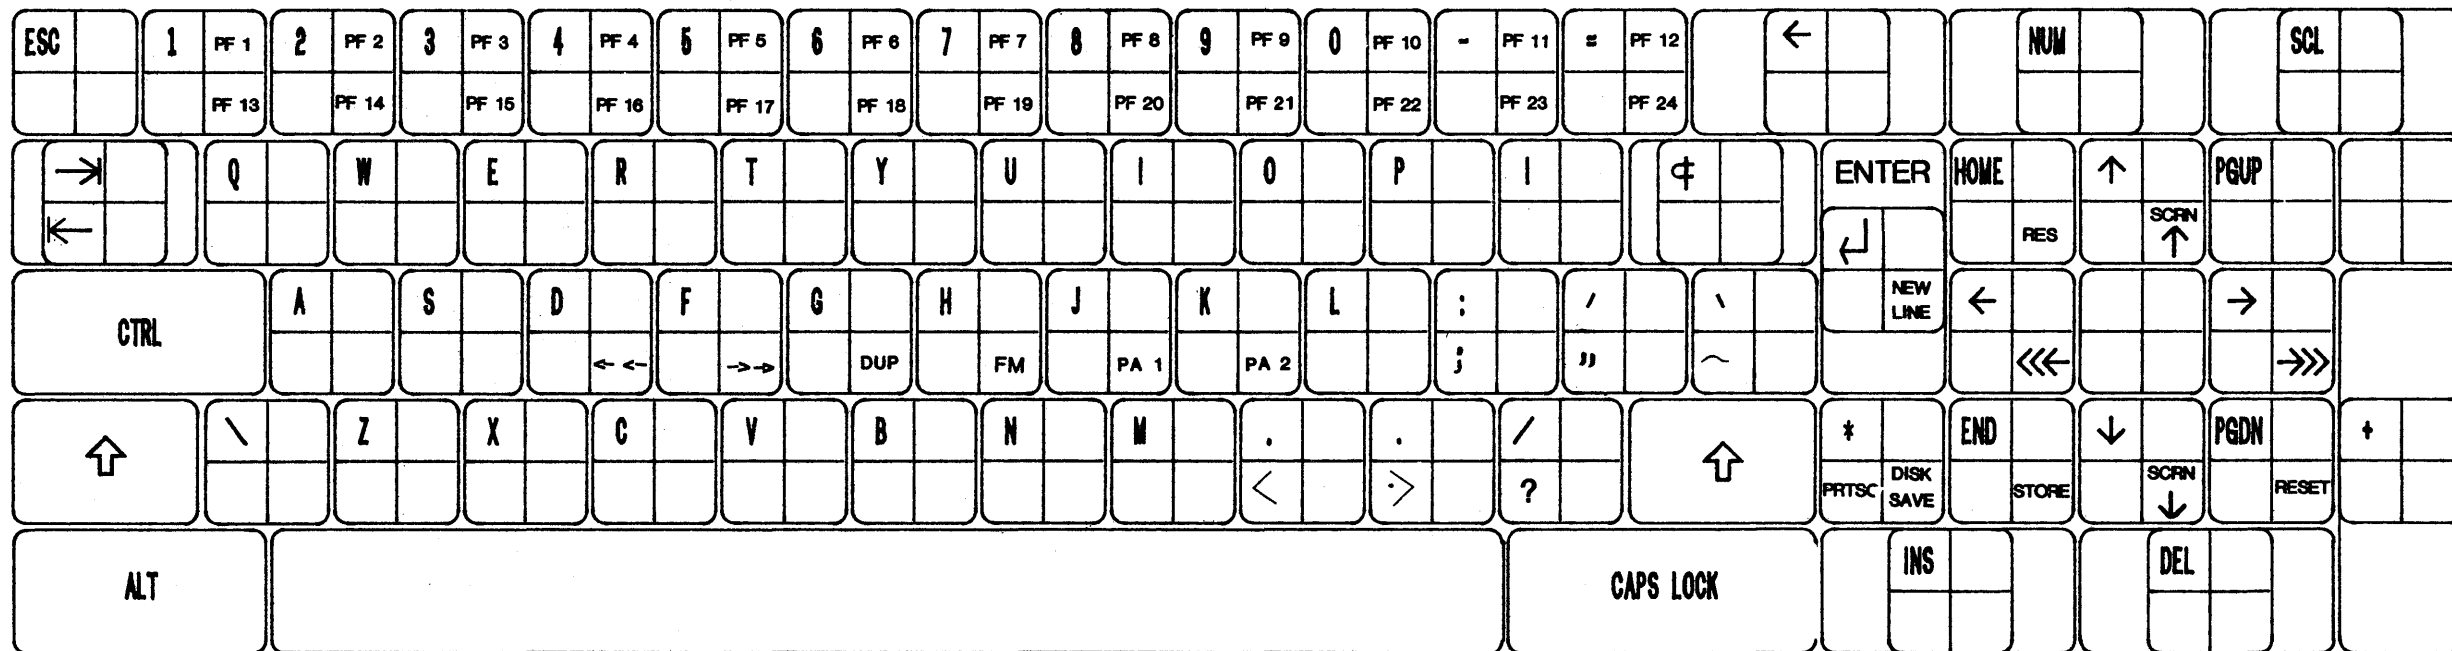 ESC 1 PF 1 2 PF 2 3 PF 3 4 PF 4 5 PF 5 6 PF 6 7 PF 7 8 PF 8 9 PF 9 0 PF 10 - PF 11 = PF 12 ← NUM SCL
PF 13 PF 14 PF 15 PF 16 PF 17 PF 18 PF 19 PF 20 PF 21 PF 22 PF 23 PF 24
→| Q W E R T Y U I O P ENTER HOME ↑ PGUP
|← ↵ RES SCRN ↑
CTRL A S D F G H J K L : / \ NEW LINE ← →
←← →→ DUP FM PA 1 PA 2 ; " ~ <<<← →>>>
⇧ \ Z X C V B N M . . / ⇧ * END ↓ PGDN +
< > ? PRTSC DISK SAVE STORE SCRN ↓ RESET
ALT CAPS LOCK INS DEL